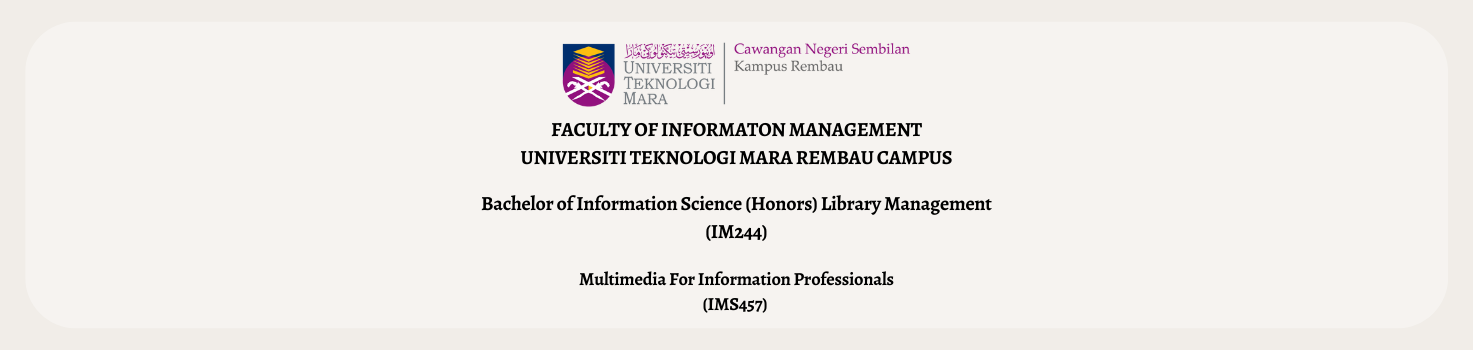 UNIVERSITI
TEKNOLOGI
MARA
Cawangan Negeri Sembilan
Kampus Rembau
FACULTY OF INFORMATON MANAGEMENT
UNIVERSITI TEKNOLOGI MARA REMBAU CAMPUS
Bachelor of Information Science (Honors) Library Management
(IM244)
Multimedia For Information Professionals
(IMS457)